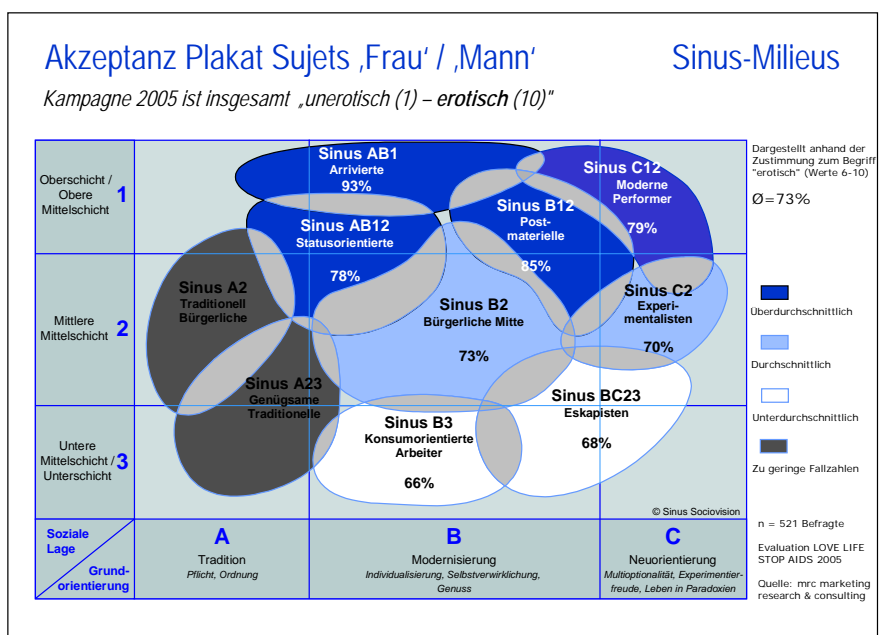 Akzeptanz Plakat Sujets ‚Frau' / ‚Mann'
Sinus-Milieus
Kampagne 2005 ist insgesamt „unerotisch (1) – erotisch (10)"
Oberschicht /
Obere
Mittelschicht
1
Mittlere
Mittelschicht
2
Untere
Mittelschicht /
Unterschicht
3
Sinus AB1
Arrivierte
93%
Sinus C12
Moderne
Performer
79%
Sinus AB12
Statusorientierte
78%
Sinus B12
Post-
materielle
85%
Sinus A2
Traditionell
Bürgerliche
Sinus B2
Bürgerliche Mitte
73%
Sinus C2
Experi-
mentalisten
70%
Sinus A23
Genügsame
Traditionelle
Sinus B3
Konsumorientierte
Arbeiter
66%
Sinus BC23
Eskapisten
68%
© Sinus Sociovision
Soziale
Lage
Grund-
orientierung
A
Tradition
Pflicht, Ordnung
B
Modernisierung
Individualisierung, Selbstverwirklichung,
Genuss
C
Neuorientierung
Multioptionalität, Experimentier-
freude, Leben in Paradoxien
Dargestellt anhand der
Zustimmung zum Begriff
"erotisch" (Werte 6-10)
Ø=73%
Überdurchschnittlich
Durchschnittlich
Unterdurchschnittlich
Zu geringe Fallzahlen
n = 521 Befragte
Evaluation LOVE LIFE
STOP AIDS 2005
Quelle: mrc marketing
research & consulting